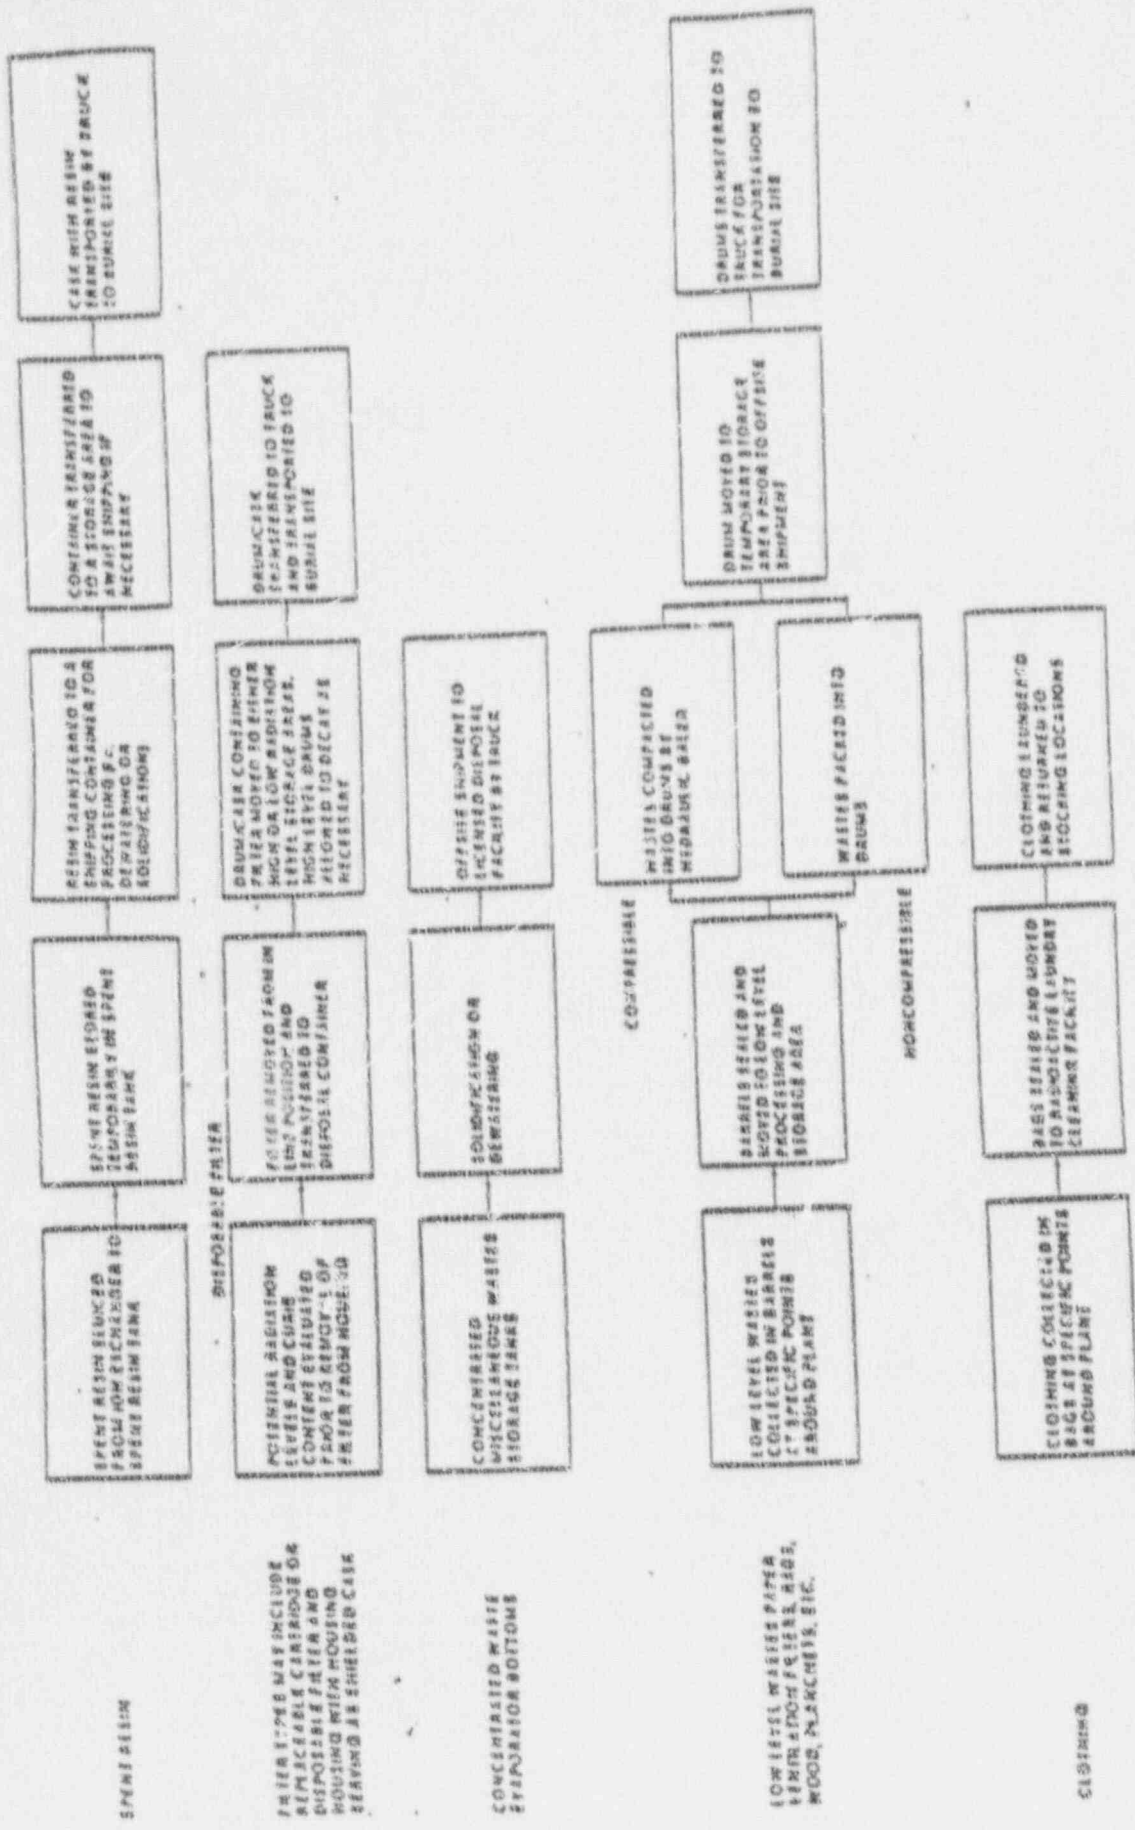 SPENT RESIN
SPENT RESIN SLUICED
FROM ION EXCHANGER TO
SPENT RESIN TANK
SPENT RESIN STORED
TEMPORARILY IN SPENT
RESIN TANK
RESIN TRANSFERRED TO A
SHIPPING CONTAINER FOR
PROCESSING
DEWATERING OR
SOLIDIFICATION)
CONTAINER TRANSFERRED
TO A STORAGE AREA TO
AWAIT SHIPPING IF
NECESSARY
CASK WITH RESIN
TRANSPORTED BY TRUCK
TO BURIAL SITE
FILTER TYPES MAY INCLUDE
REPLACEABLE CARTRIDGE OR
DISPOSABLE FILTER AND
HOUSING WITH HOUSING
SERVING AS SHIELDED CASK
DISPOSABLE FILTER
POTENTIAL RADIATION
LEVELS AND CURIE
CONTENT EVALUATED
PRIOR TO REMOVAL OF
FILTER FROM HOUSING
FILTER REMOVED FROM IN
LINE POSITION AND
TRANSFERRED TO
DISPOSAL CONTAINER
DRUM/CASK CONTAINING
FILTER MOVED TO EITHER
HIGH OR LOW RADIATION
LEVEL STORAGE AREAS.
HIGH LEVEL DRUMS
ALLOWED TO DECAY AS
NECESSARY
DRUM/CASK
TRANSFERRED TO TRUCK
AND TRANSPORTED TO
BURIAL SITE
CONCENTRATED WASTE
EVAPORATOR BOTTOMS
CONCENTRATED
MISCELLANEOUS WASTES
STORAGE TANKS
SOLIDIFICATION OR
DEWATERING
OFFSITE SHIPMENT TO
LICENSED DISPOSAL
FACILITY BY TRUCK
LOW LEVEL WASTES PAPER
VENTILATION FILTERS, RAGS,
WOOD, PLANCHETS, ETC.
LOW LEVEL WASTES
COLLECTED IN BARRELS
AT SPECIFIC POINTS
AROUND PLANT
BARRELS SEALED AND
MOVED TO LOW LEVEL
PROCESSING AND
STORAGE AREA
COMPRESSIBLE
WASTES COMPACTED
INTO DRUMS BY
HYDRAULIC BALER
NONCOMPRESSIBLE
WASTES PACKED INTO
DRUMS
DRUM MOVED TO
TEMPORARY STORAGE
AREA PRIOR TO OFFSITE
SHIPMENT
DRUMS TRANSFERRED TO
TRUCK FOR
TRANSPORTATION TO
BURIAL SITE
CLOTHING
CLOTHING COLLECTED IN
BAGS AT SPECIFIC POINTS
AROUND PLANT
BAGS SEALED AND MOVED
TO RADIOACTIVE LAUNDRY
CLEANING FACILITY
CLOTHING LAUNDERED
AND RETURNED TO
STOCKING LOCATIONS